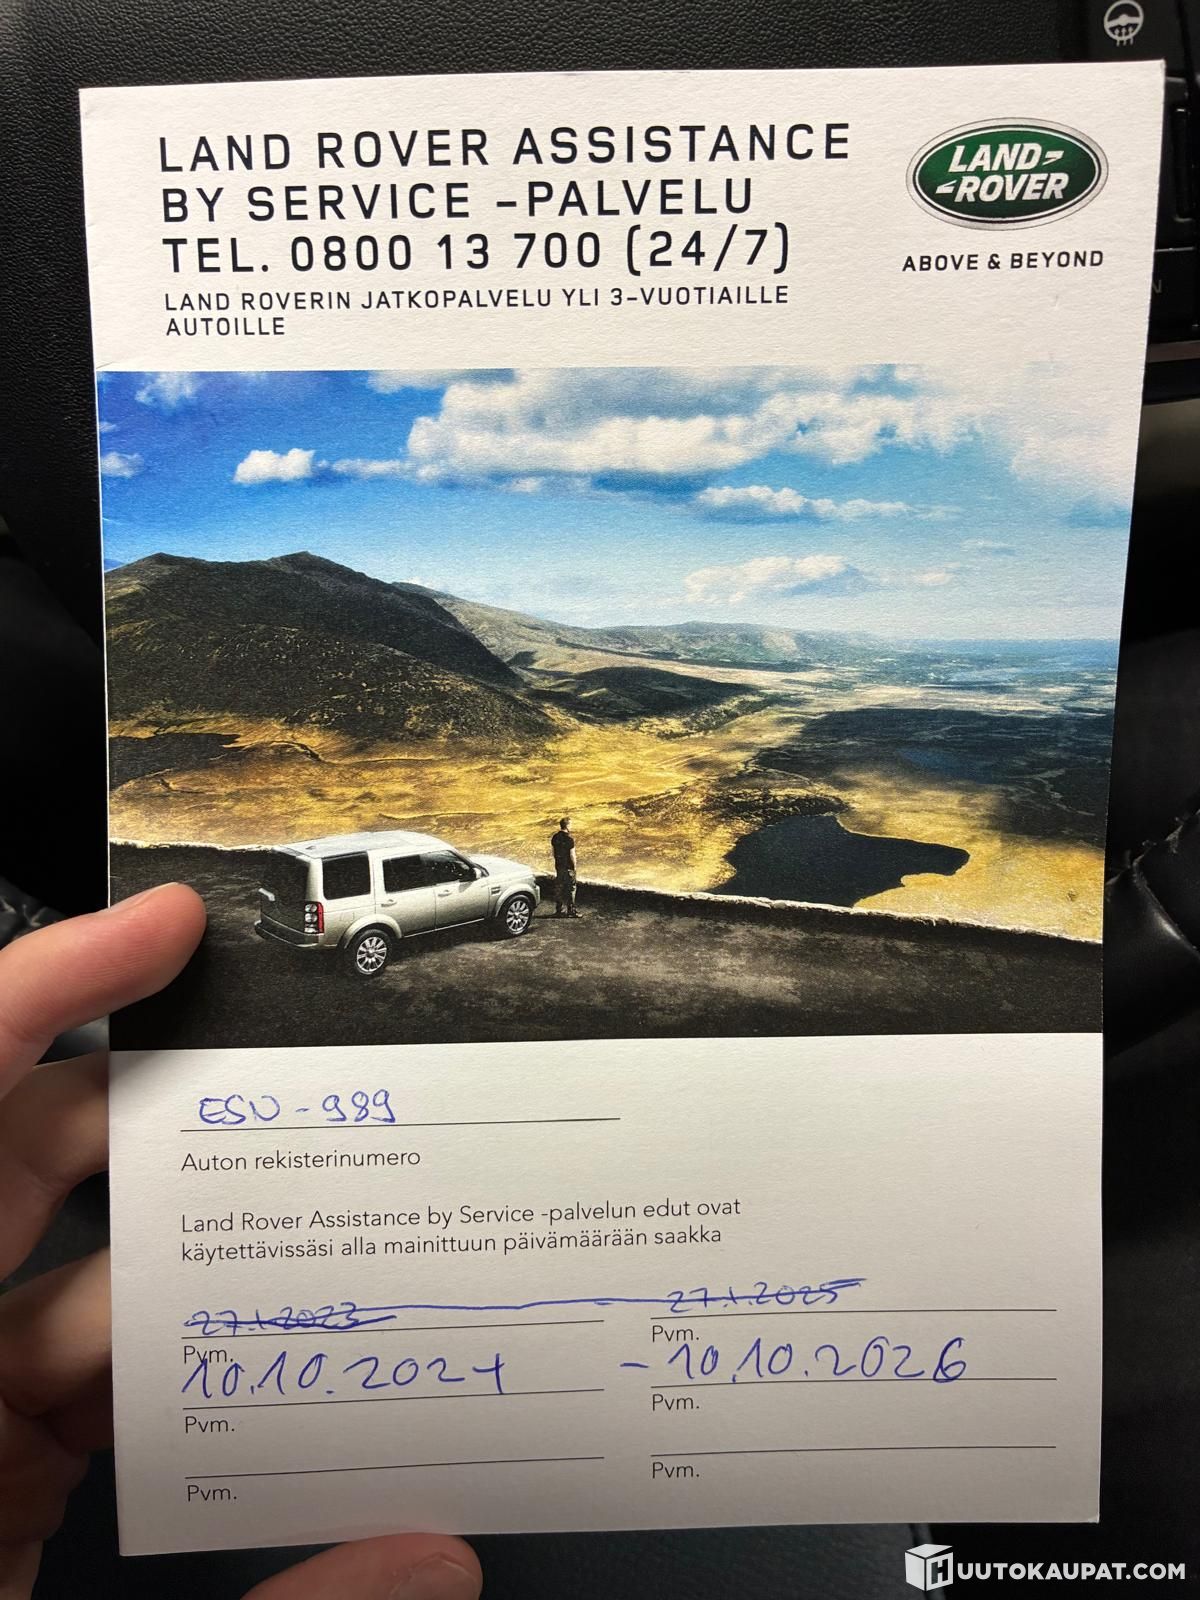 LAND ROVER ASSISTANCE
BY SERVICE -PALVELU
TEL. 0800 13 700 (24/7)
LAND ROVERIN JATKOPALVELU YLI 3-VUOTIAILLE
AUTOILLE
LAND-
-ROVER
ABOVE & BEYOND
ESN - 989
Auton rekisterinumero
Land Rover Assistance by Service -palvelun edut ovat
käytettävissäsi alla mainittuun päivämäärään saakka
27.1.2023 27.1.2025
Pvm. Pvm.
10.10.2024 - 10.10.2026
Pvm. Pvm.
Pvm. Pvm.
HUUTOKAUPAT.COM